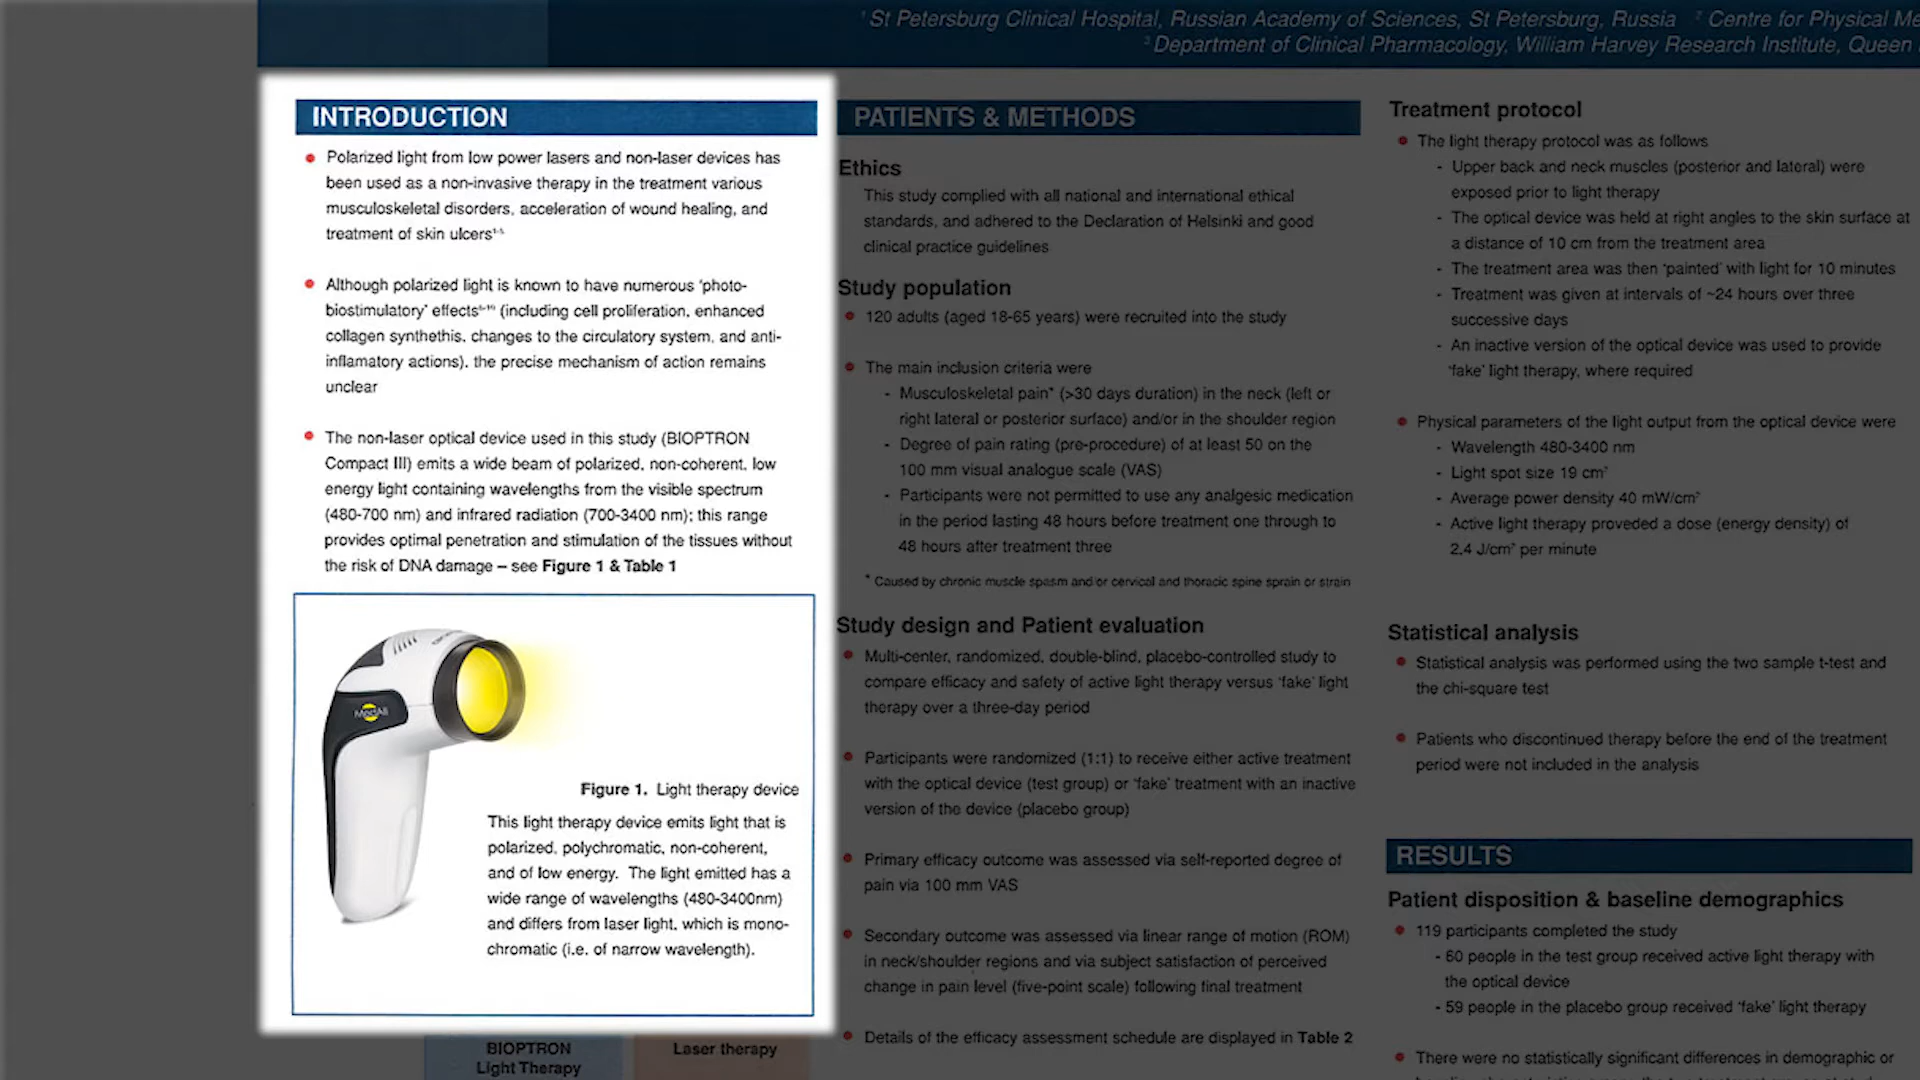 ¹ St Petersburg Clinical Hospital, Russian Academy of Sciences, St Petersburg, Russia ² Centre for Physical Me
³ Department of Clinical Pharmacology, William Harvey Research Institute, Queen
INTRODUCTION
• Polarized light from low power lasers and non-laser devices has
been used as a non-invasive therapy in the treatment various
musculoskeletal disorders, acceleration of wound healing, and
treatment of skin ulcers
• Although polarized light is known to have numerous 'photo-
biostimulatory' effects (including cell proliferation, enhanced
collagen synthethis, changes to the circulatory system, and anti-
inflamatory actions), the precise mechanism of action remains
unclear
• The non-laser optical device used in this study (BIOPTRON
Compact III) emits a wide beam of polarized, non-coherent, low
energy light containing wavelengths from the visible spectrum
(480-700 nm) and infrared radiation (700-3400 nm); this range
provides optimal penetration and stimulation of the tissues without
the risk of DNA damage – see Figure 1 & Table 1
MedAll
Figure 1. Light therapy device
This light therapy device emits light that is
polarized, polychromatic, non-coherent,
and of low energy. The light emitted has a
wide range of wavelengths (480-3400nm)
and differs from laser light, which is mono-
chromatic (i.e. of narrow wavelength).
BIOPTRON
Light Therapy
Laser therapy
PATIENTS & METHODS
Ethics
This study complied with all national and international ethical
standards, and adhered to the Declaration of Helsinki and good
clinical practice guidelines
Study population
• 120 adults (aged 18-65 years) were recruited into the study
• The main inclusion criteria were
- Musculoskeletal pain* (>30 days duration) in the neck (left or
right lateral or posterior surface) and/or in the shoulder region
- Degree of pain rating (pre-procedure) of at least 50 on the
100 mm visual analogue scale (VAS)
- Participants were not permitted to use any analgesic medication
in the period lasting 48 hours before treatment one through to
48 hours after treatment three
* Caused by chronic muscle spasm and/or cervical and thoracic spine sprain or strain
Study design and Patient evaluation
• Multi-center, randomized, double-blind, placebo-controlled study to
compare efficacy and safety of active light therapy versus 'fake' light
therapy over a three-day period
• Participants were randomized (1:1) to receive either active treatment
with the optical device (test group) or 'fake' treatment with an inactive
version of the device (placebo group)
• Primary efficacy outcome was assessed via self-reported degree of
pain via 100 mm VAS
• Secondary outcome was assessed via linear range of motion (ROM)
in neck/shoulder regions and via subject satisfaction of perceived
change in pain level (five-point scale) following final treatment
• Details of the efficacy assessment schedule are displayed in Table 2
Treatment protocol
• The light therapy protocol was as follows
- Upper back and neck muscles (posterior and lateral) were
exposed prior to light therapy
- The optical device was held at right angles to the skin surface at
a distance of 10 cm from the treatment area
- The treatment area was then 'painted' with light for 10 minutes
- Treatment was given at intervals of ~24 hours over three
successive days
- An inactive version of the optical device was used to provide
'fake' light therapy, where required
• Physical parameters of the light output from the optical device were
- Wavelength 480-3400 nm
- Light spot size 19 cm²
- Average power density 40 mW/cm²
- Active light therapy proveded a dose (energy density) of
2.4 J/cm² per minute
Statistical analysis
• Statistical analysis was performed using the two sample t-test and
the chi-square test
• Patients who discontinued therapy before the end of the treatment
period were not included in the analysis
RESULTS
Patient disposition & baseline demographics
• 119 participants completed the study
- 60 people in the test group received active light therapy with
the optical device
- 59 people in the placebo group received 'fake' light therapy
• There were no statistically significant differences in demographic or